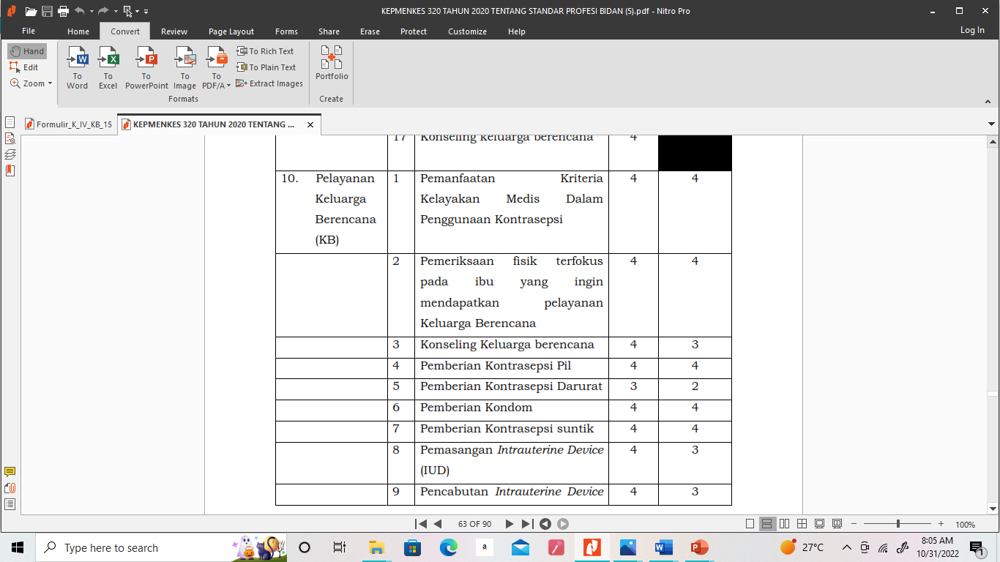 KEPMENKES 320 TAHUN 2020 TENTANG STANDAR PROFESI BIDAN (5).pdf - Nitro Pro
File Home Convert Review Page Layout Forms Share Erase Protect Customize Help Log In
Hand
Edit
Zoom
To Word
To Excel
To PowerPoint
To Image
To PDF/A
To Rich Text
To Plain Text
Extract Images
Formats
Portfolio
Create
Formulir_K_IV_KB_15
KEPMENKES 320 TAHUN 2020 TENTANG ...
17 Konseling keluarga berencana 4
10. Pelayanan 1 Pemanfaatan Kriteria 4 4
Keluarga Kelayakan Medis Dalam
Berencana Penggunaan Kontrasepsi
(KB)
2 Pemeriksaan fisik terfokus 4 4
pada ibu yang ingin
mendapatkan pelayanan
Keluarga Berencana
3 Konseling Keluarga berencana 4 3
4 Pemberian Kontrasepsi Pil 4 4
5 Pemberian Kontrasepsi Darurat 3 2
6 Pemberian Kondom 4 4
7 Pemberian Kontrasepsi suntik 4 4
8 Pemasangan Intrauterine Device 4 3
(IUD)
9 Pencabutan Intrauterine Device 4 3
63 OF 90
100%
Type here to search
a
27°C
8:05 AM
10/31/2022
1